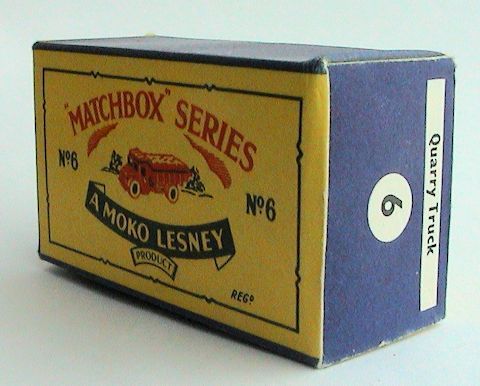 "MATCHBOX" SERIES
Nº6
Nº6
A MOKO LESNEY
PRODUCT
REGD
Quarry Truck
6